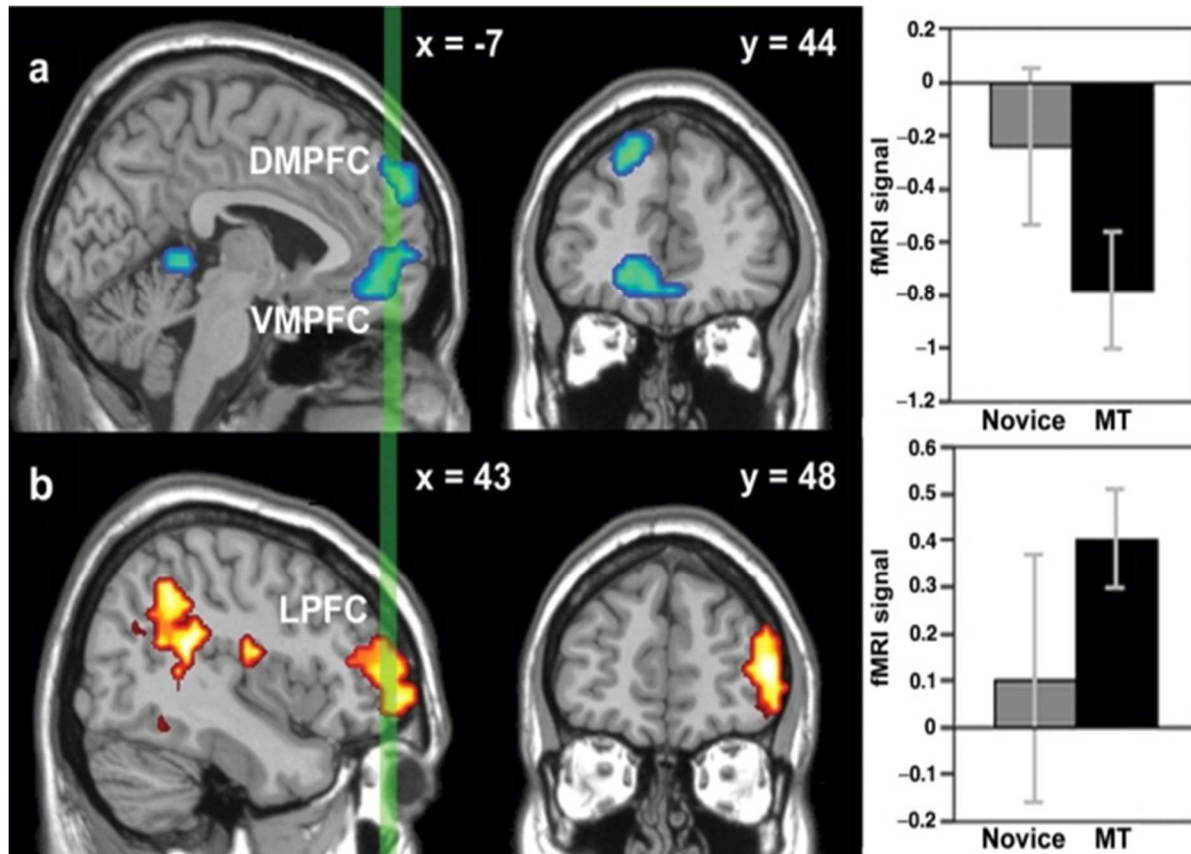 a
x = -7
y = 44
DMPFC
VMPFC
0.2
0
–0.2
–0.4
–0.6
–0.8
–1
–1.2
fMRI signal
Novice MT
b
x = 43
y = 48
LPFC
0.6
0.5
0.4
0.3
0.2
0.1
0
–0.1
–0.2
fMRI signal
Novice MT